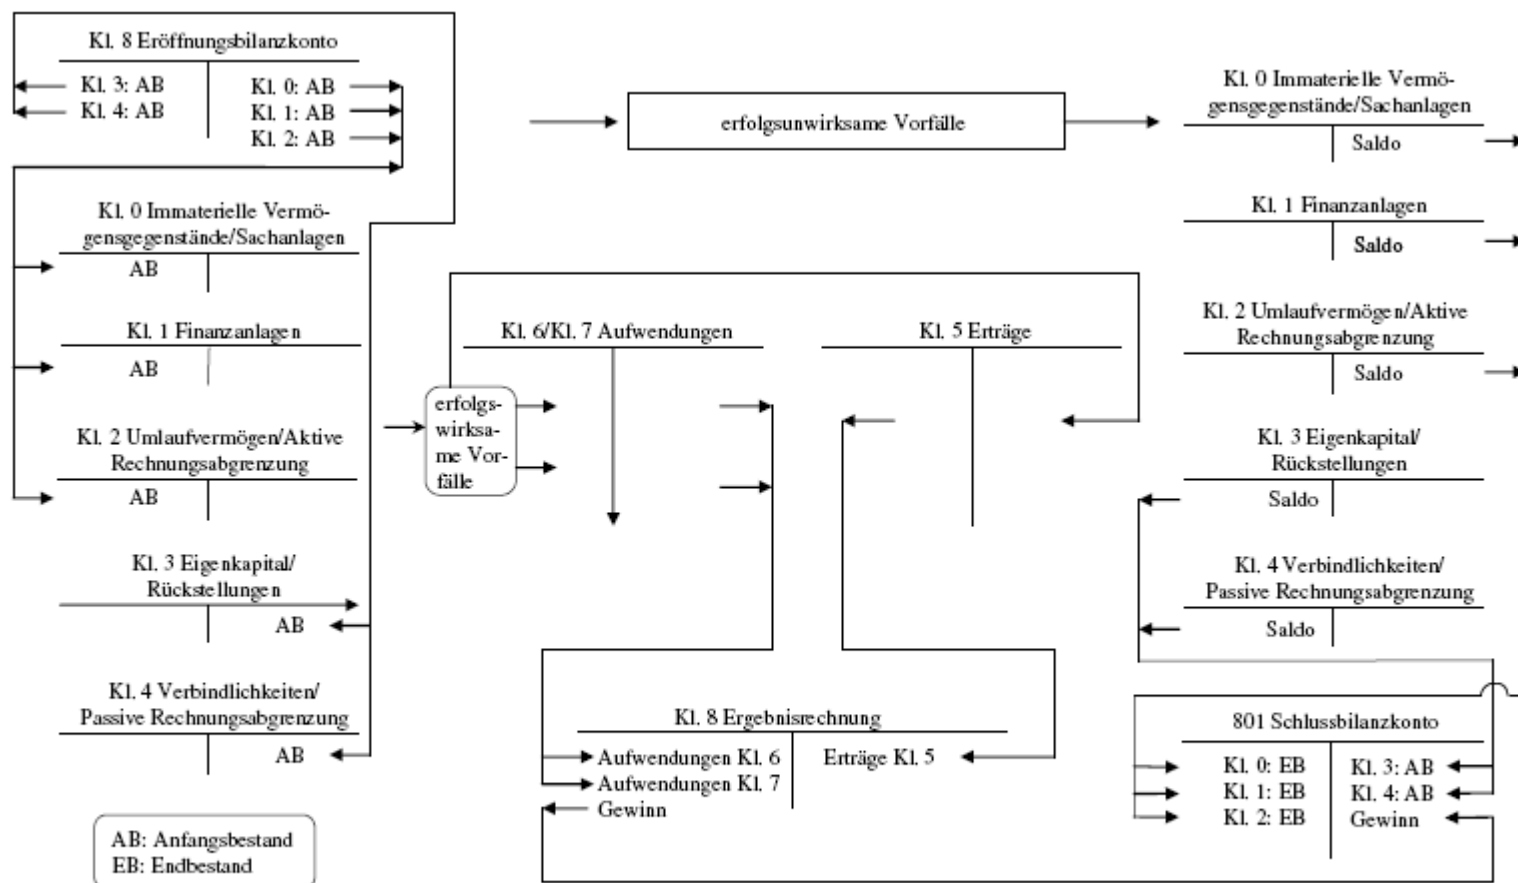 Kl. 8 Eröffnungsbilanzkonto
Kl. 3: AB
Kl. 4: AB
Kl. 0: AB
Kl. 1: AB
Kl. 2: AB
Kl. 0 Immaterielle Vermö-
gensgegenstände/Sachanlagen
AB
Kl. 1 Finanzanlagen
AB
Kl. 2 Umlaufvermögen/Aktive
Rechnungsabgrenzung
AB
Kl. 3 Eigenkapital/
Rückstellungen
AB
Kl. 4 Verbindlichkeiten/
Passive Rechnungsabgrenzung
AB
AB: Anfangsbestand
EB: Endbestand
erfolgsunwirksame Vorfälle
erfolgs-
wirksa-
me Vor-
fälle
Kl. 6/Kl. 7 Aufwendungen
Kl. 5 Erträge
Kl. 8 Ergebnisrechnung
Aufwendungen Kl. 6
Aufwendungen Kl. 7
Gewinn
Erträge Kl. 5
Kl. 0 Immaterielle Vermö-
gensgegenstände/Sachanlagen
Saldo
Kl. 1 Finanzanlagen
Saldo
Kl. 2 Umlaufvermögen/Aktive
Rechnungsabgrenzung
Saldo
Kl. 3 Eigenkapital/
Rückstellungen
Saldo
Kl. 4 Verbindlichkeiten/
Passive Rechnungsabgrenzung
Saldo
801 Schlussbilanzkonto
Kl. 0: EB
Kl. 1: EB
Kl. 2: EB
Kl. 3: AB
Kl. 4: AB
Gewinn